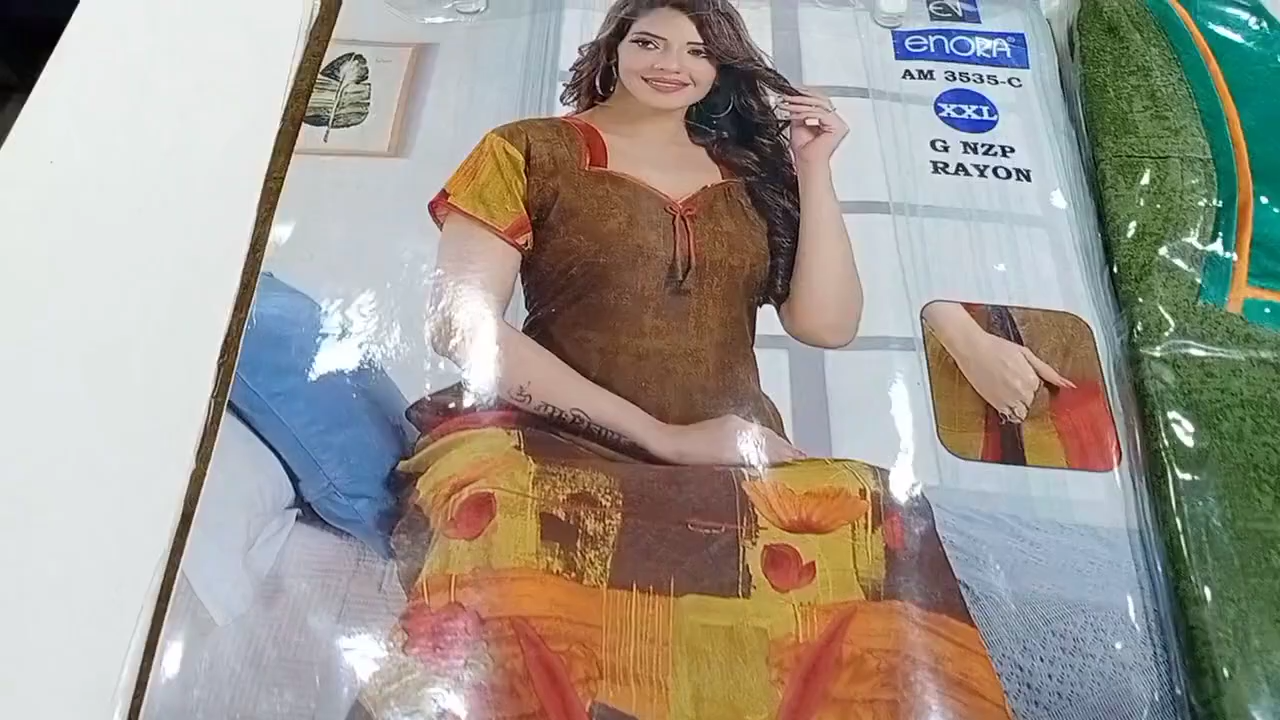 EV
enORA®
AM 3535-C
XXL
G NZP
RAYON
ॐ